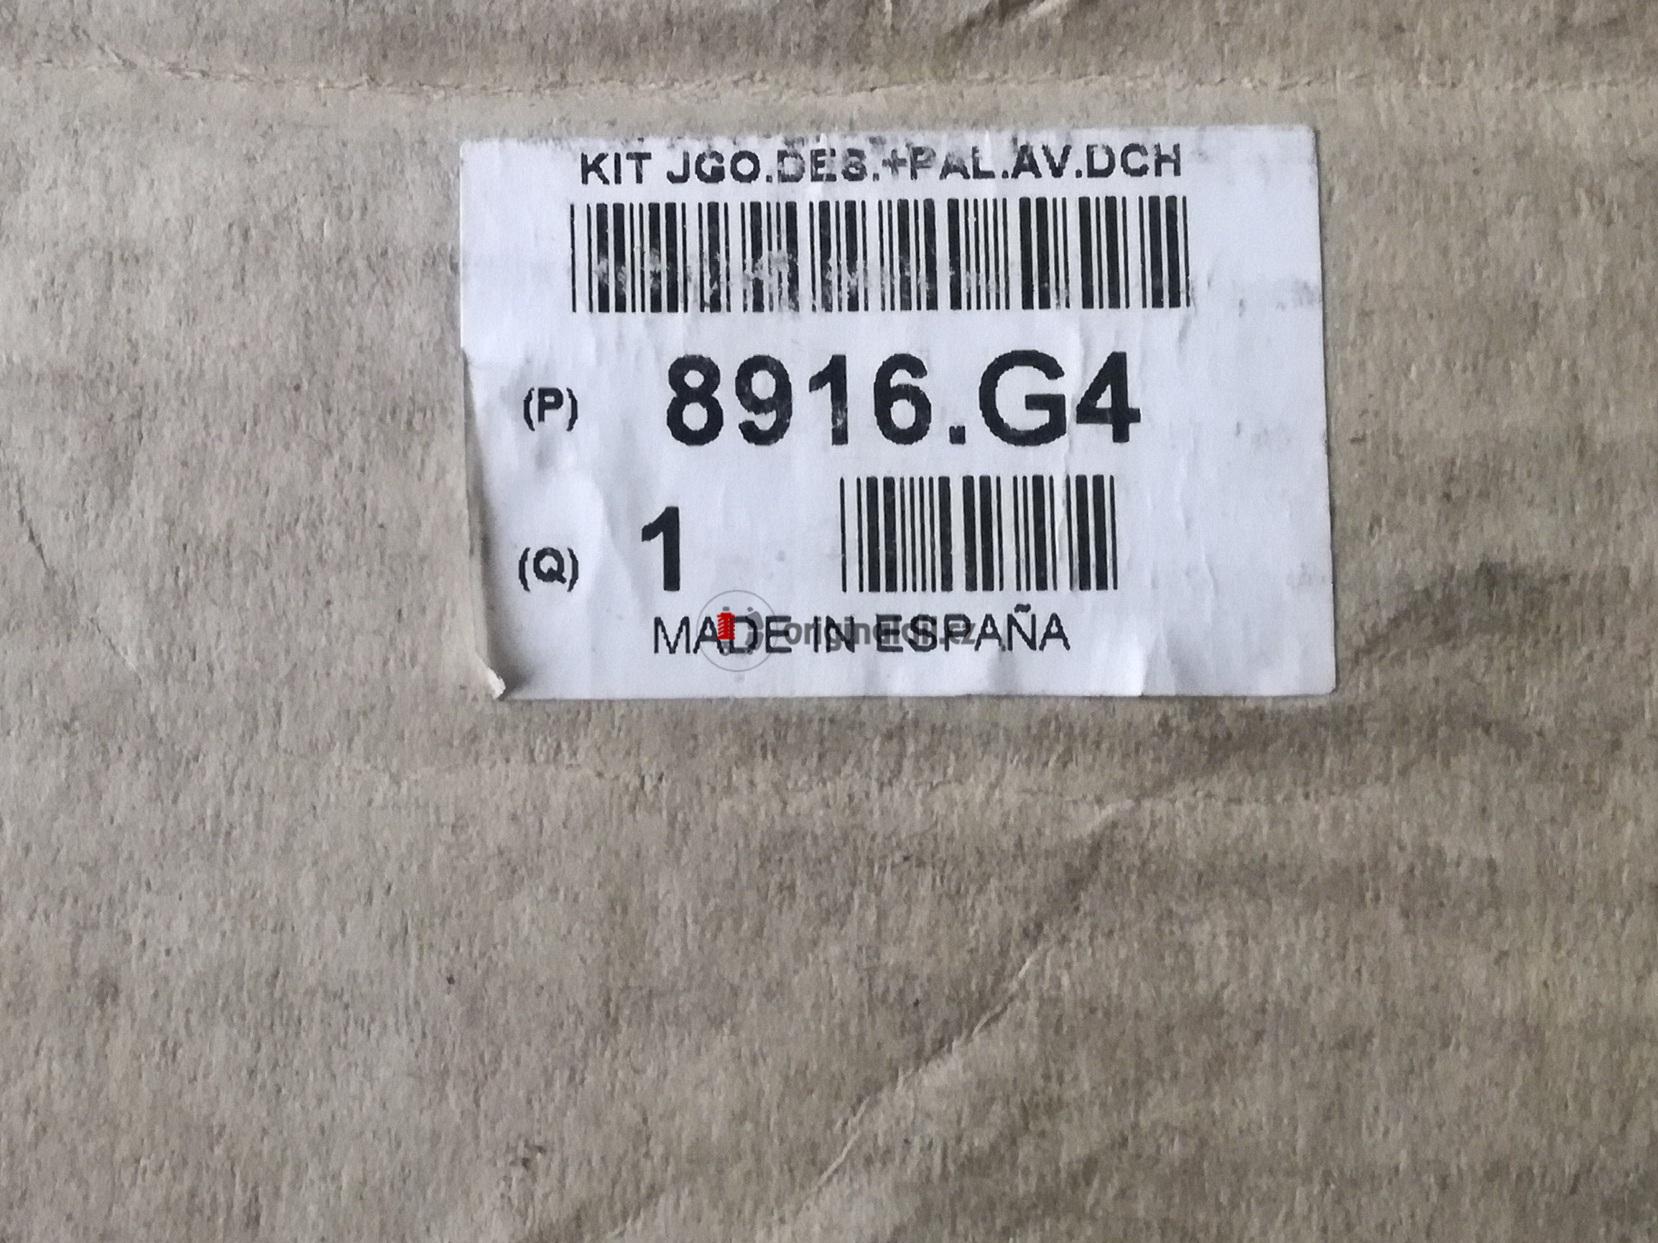 KIT JGO.DES.+PAL.AV.DCH
(P) 8916.G4
(Q) 1
MADE IN ESPAÑA